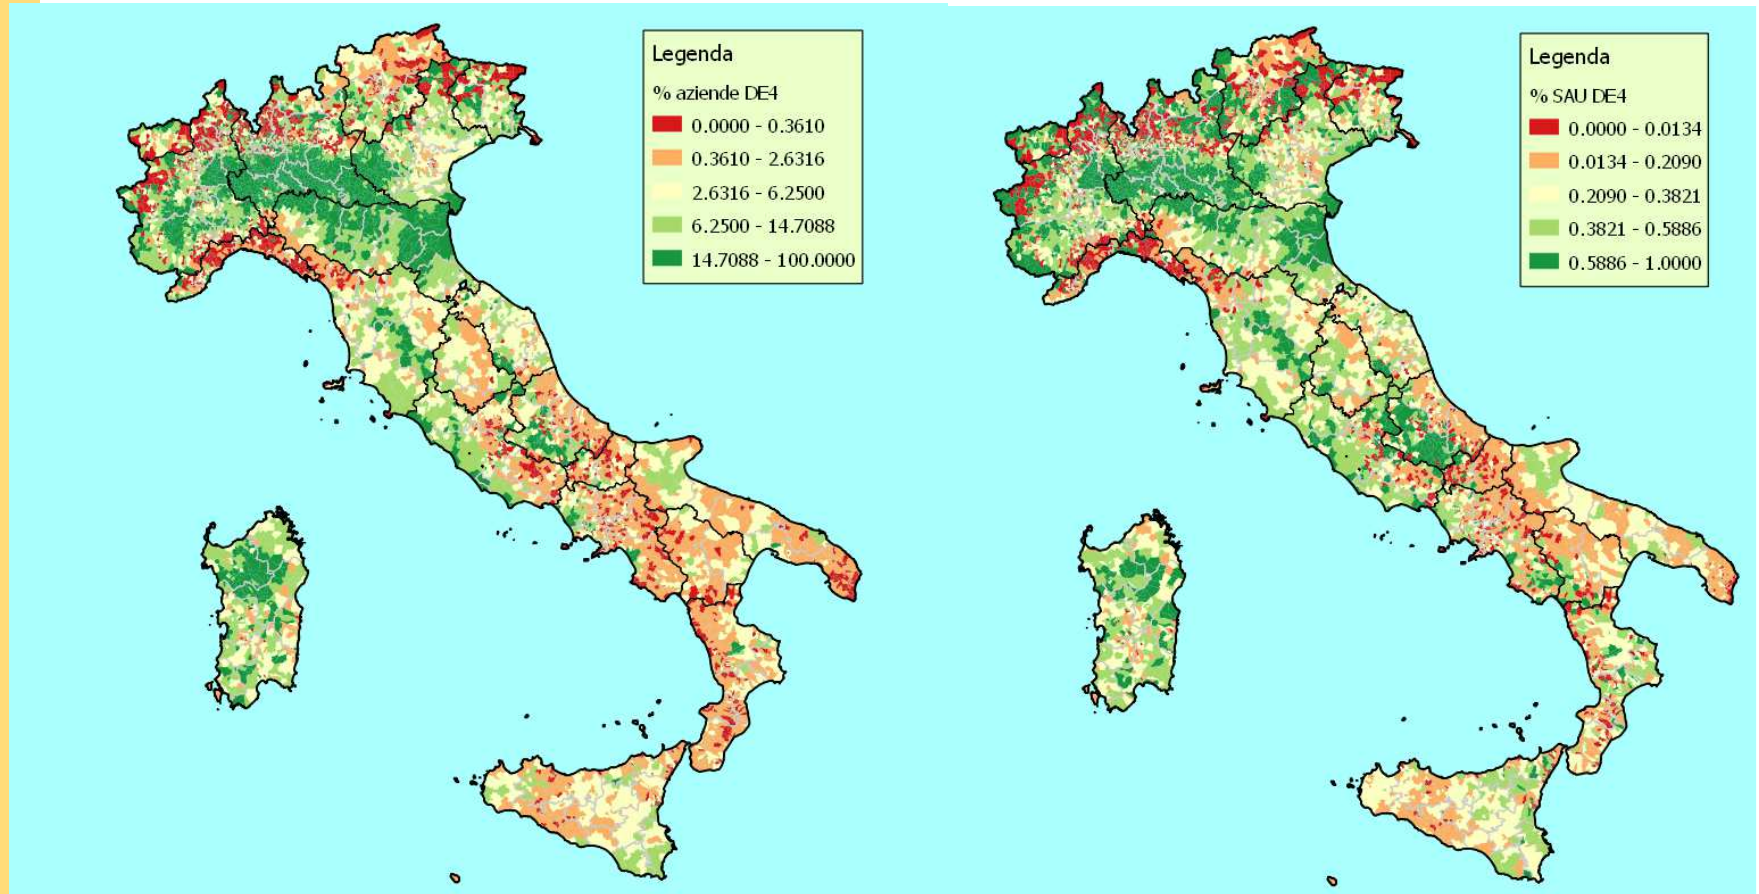 Legenda
% aziende DE4
0.0000 - 0.3610
0.3610 - 2.6316
2.6316 - 6.2500
6.2500 - 14.7088
14.7088 - 100.0000
Legenda
% SAU DE4
0.0000 - 0.0134
0.0134 - 0.2090
0.2090 - 0.3821
0.3821 - 0.5886
0.5886 - 1.0000